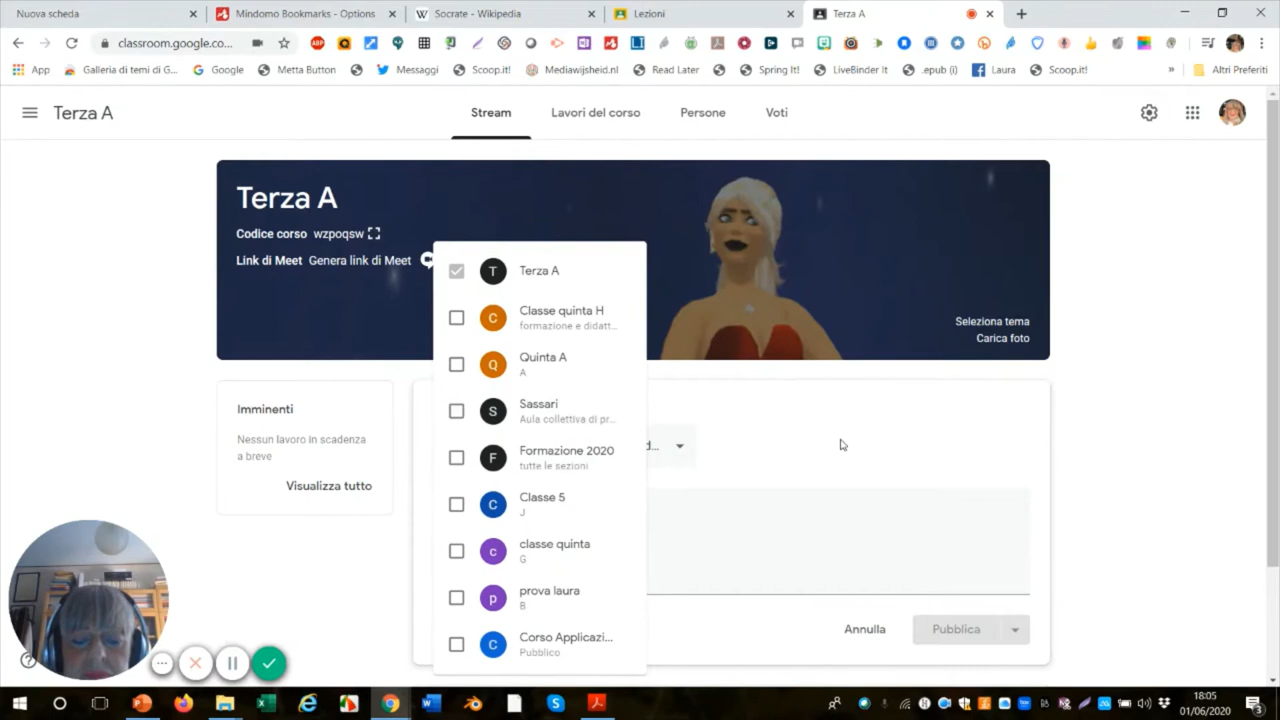 Nuova scheda
Mindomo Bookmarks - Options
Socrate - Wikipedia
Lezioni
Terza A
classroom.google.co...
App
Galleria di temi di G...
Google
Metta Button
Messaggi
Scoop.it!
Mediawijsheid.nl
Read Later
Spring It!
LiveBinder It
.epub (i)
Laura
Scoop.it!
»
Altri Preferiti
Terza A
Stream
Lavori del corso
Persone
Voti
Terza A
Codice corso wzpoqsw
Link di Meet Genera link di Meet
Seleziona tema
Carica foto
Imminenti
Nessun lavoro in scadenza
a breve
Visualizza tutto
T Terza A
C Classe quinta H
formazione e didatt...
Q Quinta A
A
S Sassari
Aula collettiva di pr...
F Formazione 2020
tutte le sezioni
C Classe 5
J
c classe quinta
G
p prova laura
B
C Corso Applicazi...
Pubblico
d...
Annulla
Pubblica
18:05
01/06/2020